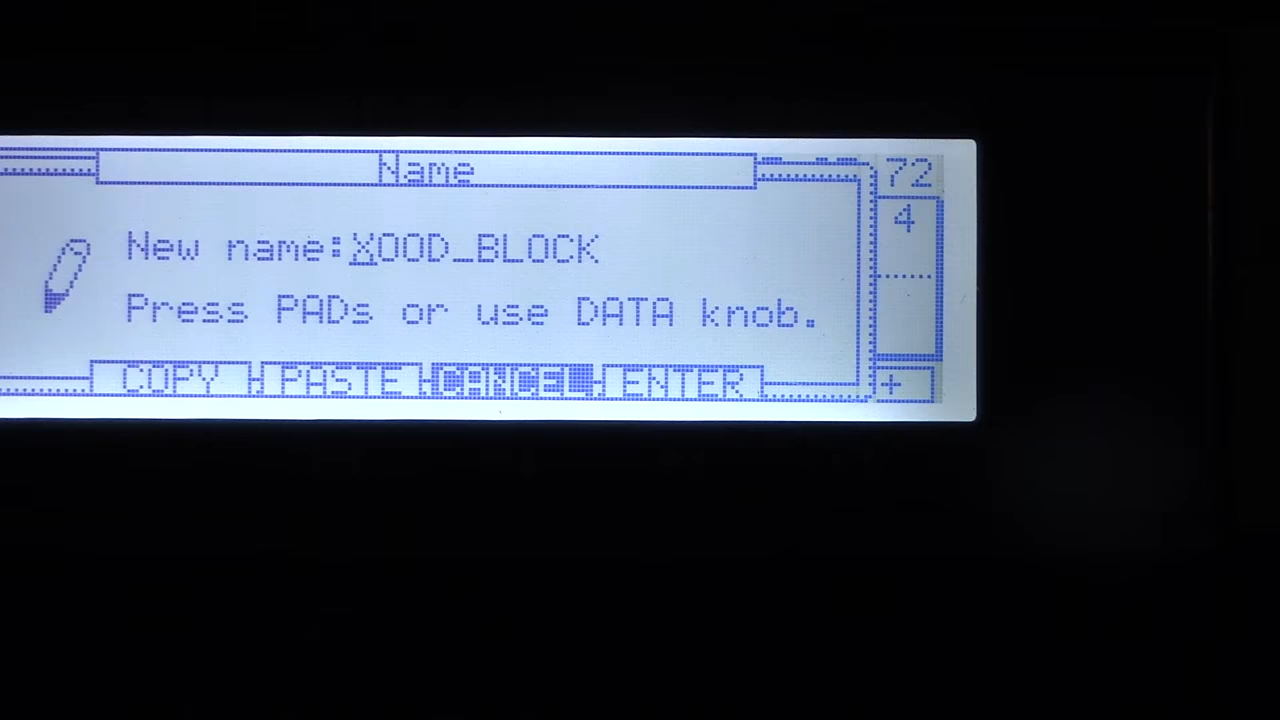 Name
72
4
New name:XOOD_BLOCK
Press PADs or use DATA knob.
COPY PASTE CANCEL ENTER
+